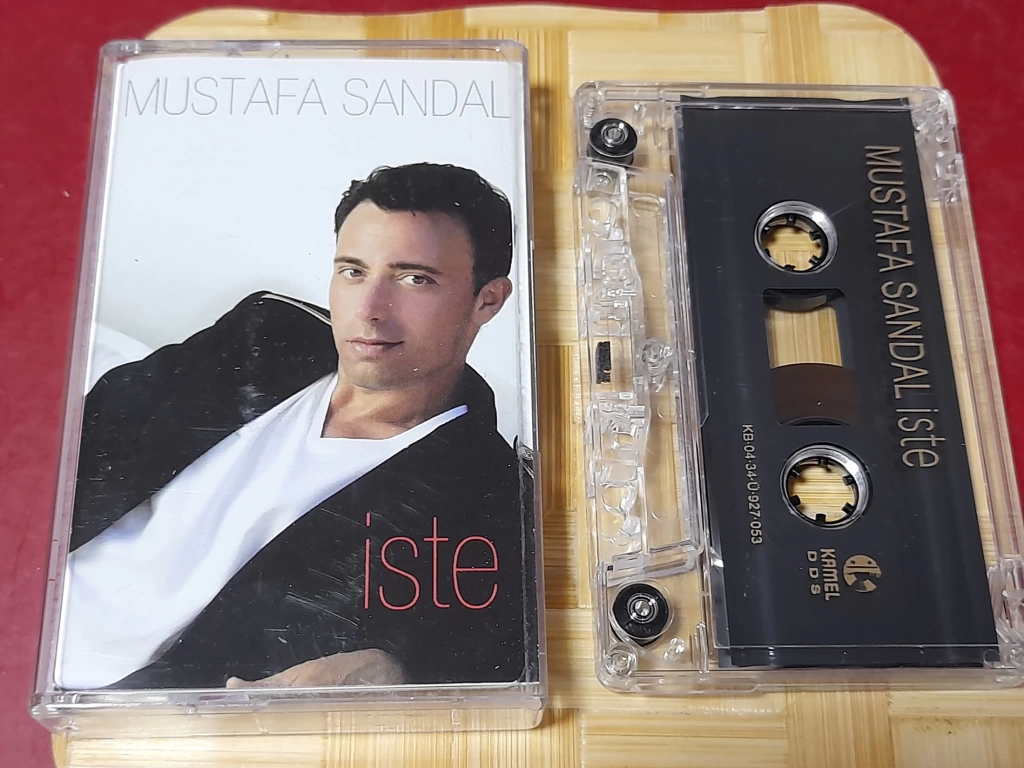 MUSTAFA SANDAL
iste
MUSTAFA SANDAL iste
KB·04·34·Ü·927·053
KAMEL
DDS